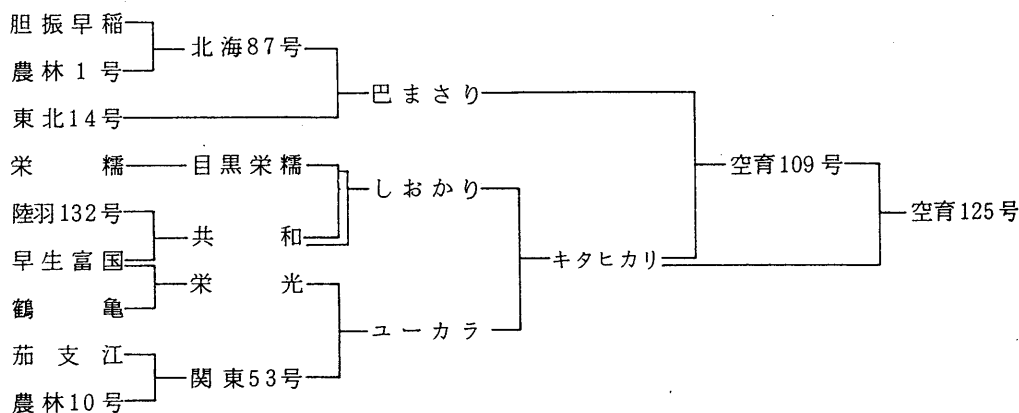 胆振早稲
北海87号
農林1号
巴まさり
東北14号
空育109号
栄糯
目黒栄糯
しおかり
空育125号
陸羽132号
共和
キタヒカリ
早生富国
栄光
鶴亀
ユーカラ
茄支江
関東53号
農林10号